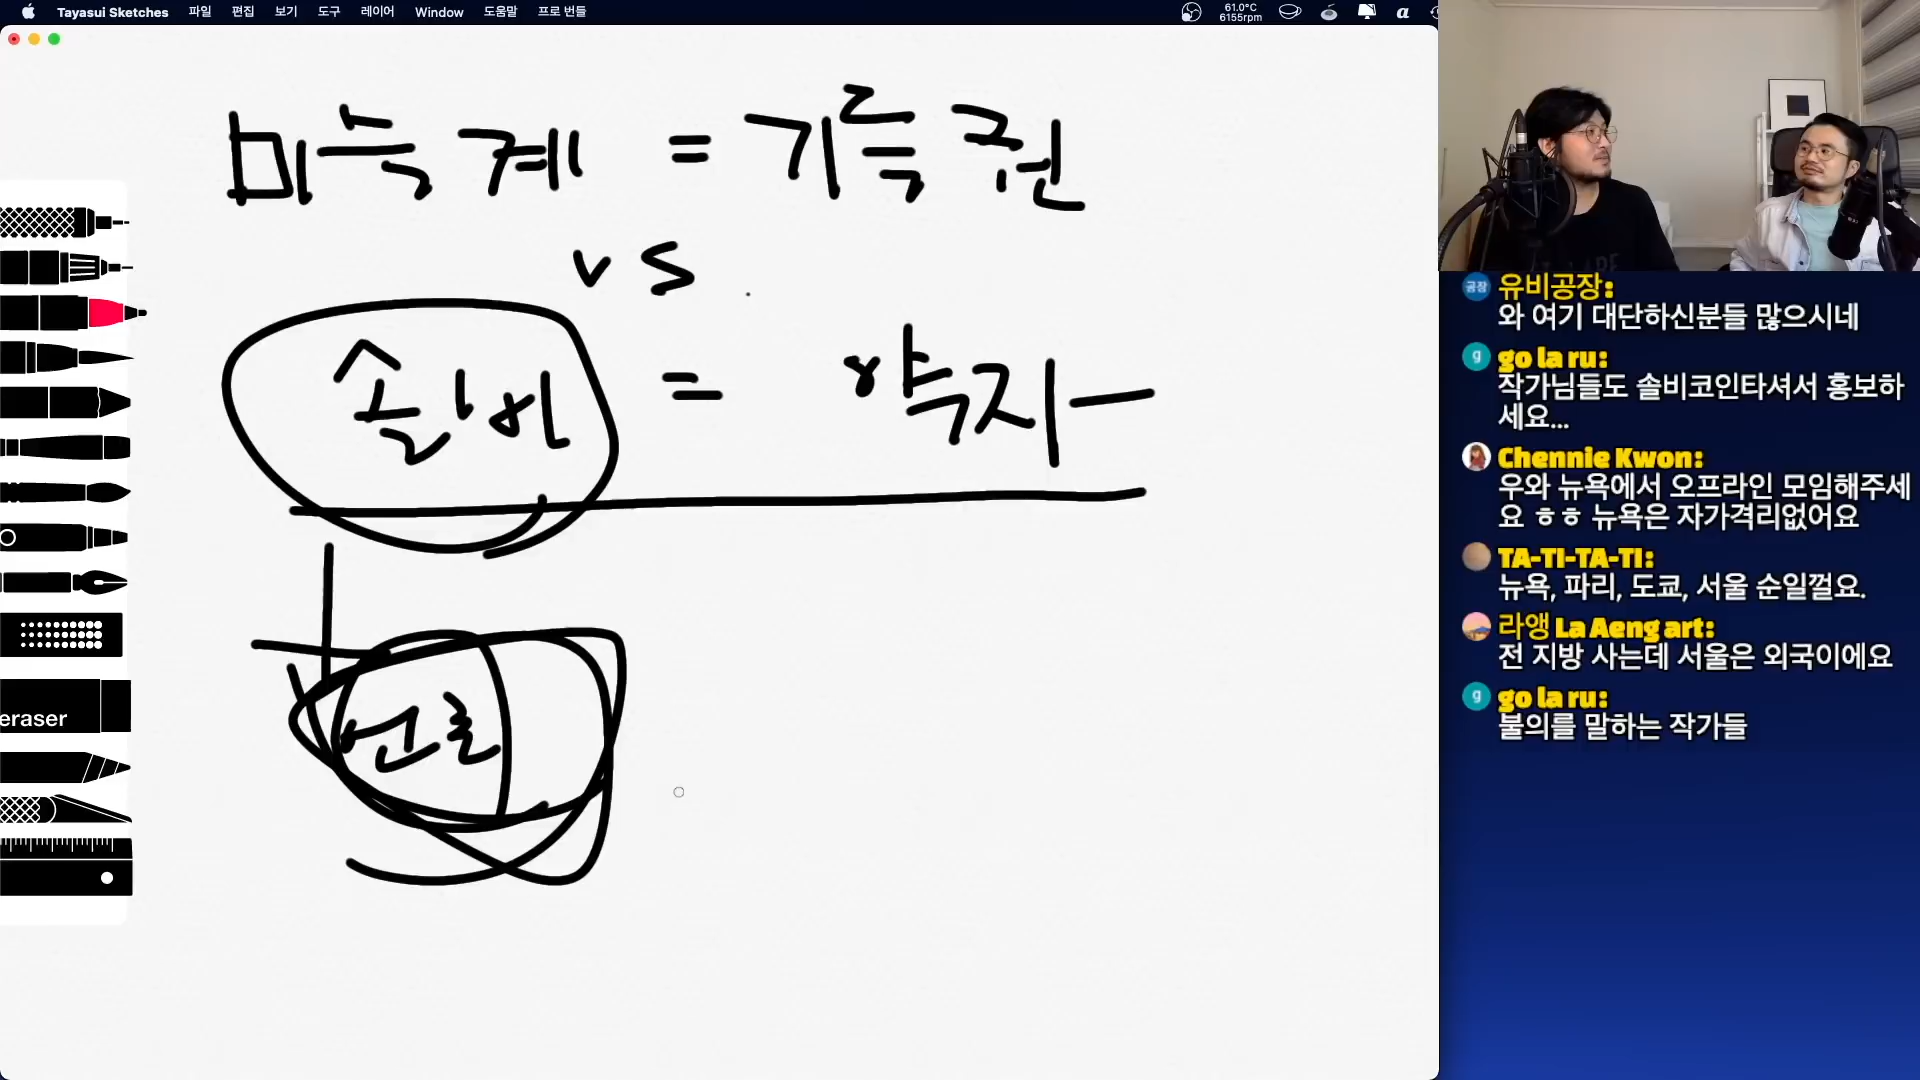 Tayasui Sketches 파일 편집 보기 도구 레이어 Window 도움말 프로 번들
61.0°C
6155rpm
미술계 = 기득권
vs
솔비 = 약자
언론
eraser
공장 유비공장:
와 여기 대단하신분들 많으시네
g go la ru:
작가님들도 솔비코인타셔서 홍보하
세요...
Chennie Kwon:
우와 뉴욕에서 오프라인 모임해주세
요 ㅎㅎ 뉴욕은 자가격리없어요
TA-TI-TA-TI:
뉴욕, 파리, 도쿄, 서울 순일껄요.
라앵 La Aeng art:
전 지방 사는데 서울은 외국이에요
g go la ru:
불의를 말하는 작가들